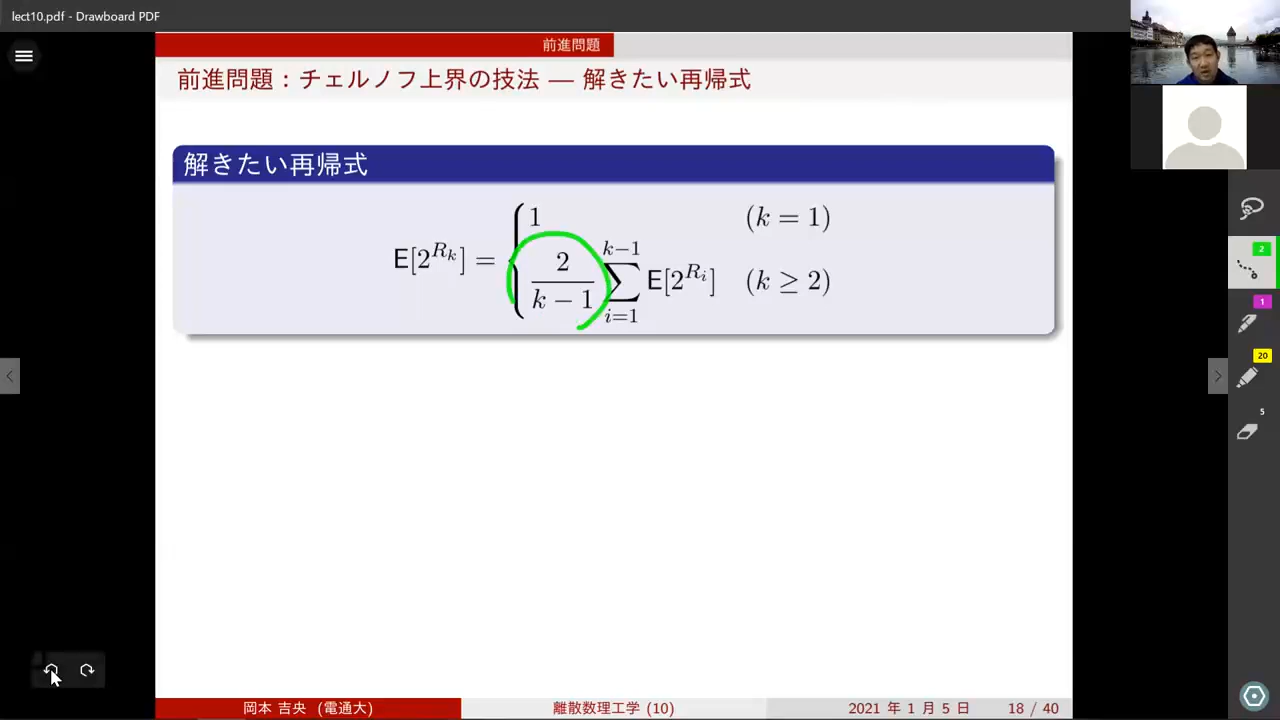 lect10.pdf - Drawboard PDF
前進問題
前進問題：チェルノフ上界の技法 — 解きたい再帰式
解きたい再帰式
E[2^{R_k}] = { 1 (k = 1)
2/(k − 1) ∑_{i=1}^{k−1} E[2^{R_i}] (k ≥ 2)
2
1
20
5
岡本 吉央 (電通大) 離散数理工学 (10) 2021 年 1 月 5 日 18 / 40